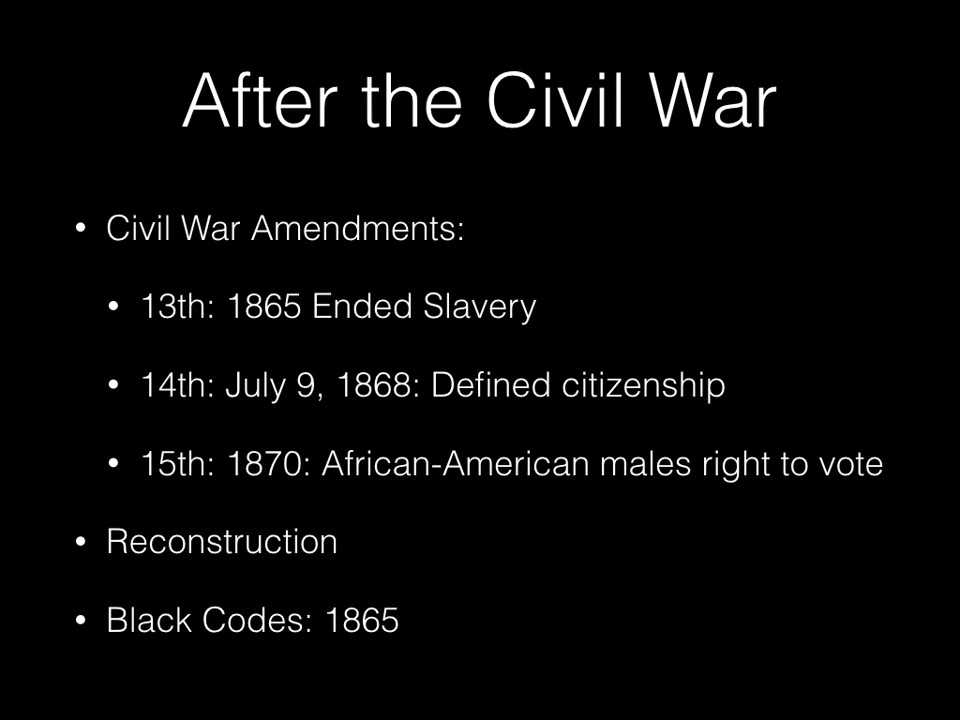 After the Civil War
• Civil War Amendments:
• 13th: 1865 Ended Slavery
• 14th: July 9, 1868: Defined citizenship
• 15th: 1870: African-American males right to vote
• Reconstruction
• Black Codes: 1865